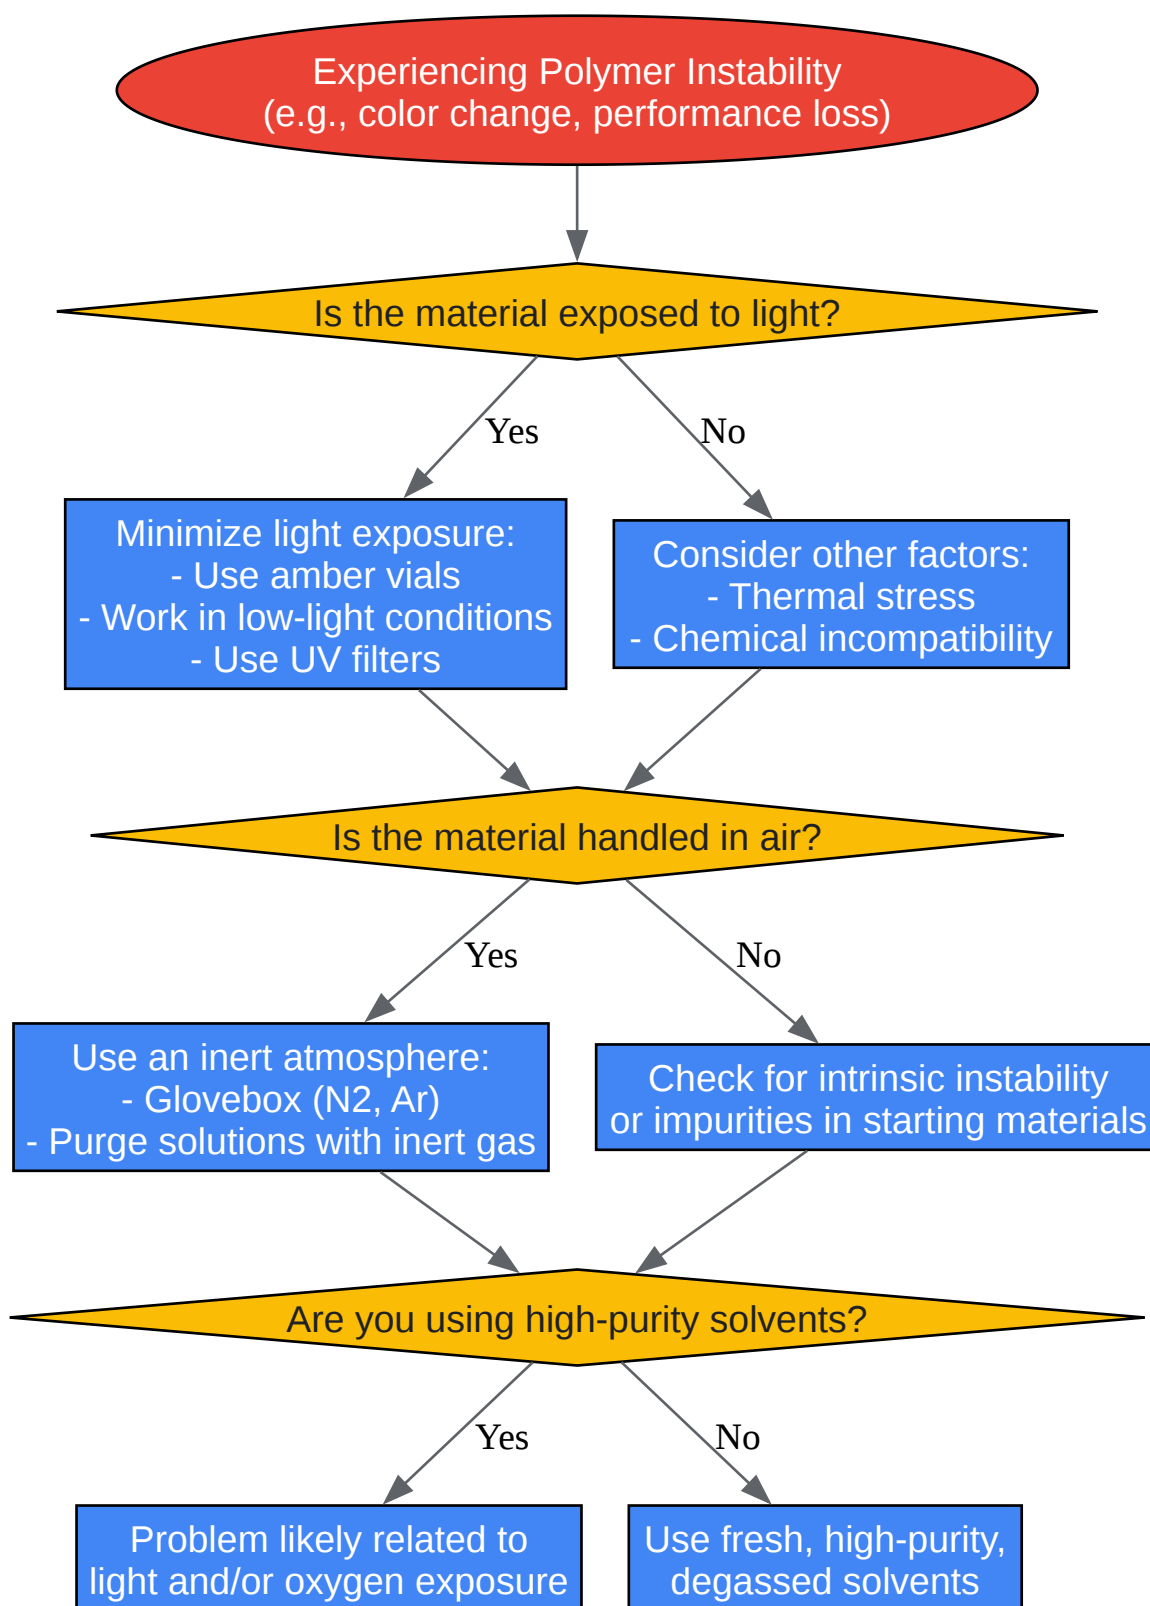 Experiencing Polymer Instability
(e.g., color change, performance loss)
Is the material exposed to light?
Yes
No
Minimize light exposure:
- Use amber vials
- Work in low-light conditions
- Use UV filters
Consider other factors:
- Thermal stress
- Chemical incompatibility
Is the material handled in air?
Yes
No
Use an inert atmosphere:
- Glovebox (N2, Ar)
- Purge solutions with inert gas
Check for intrinsic instability
or impurities in starting materials
Are you using high-purity solvents?
Yes
No
Problem likely related to
light and/or oxygen exposure
Use fresh, high-purity,
degassed solvents